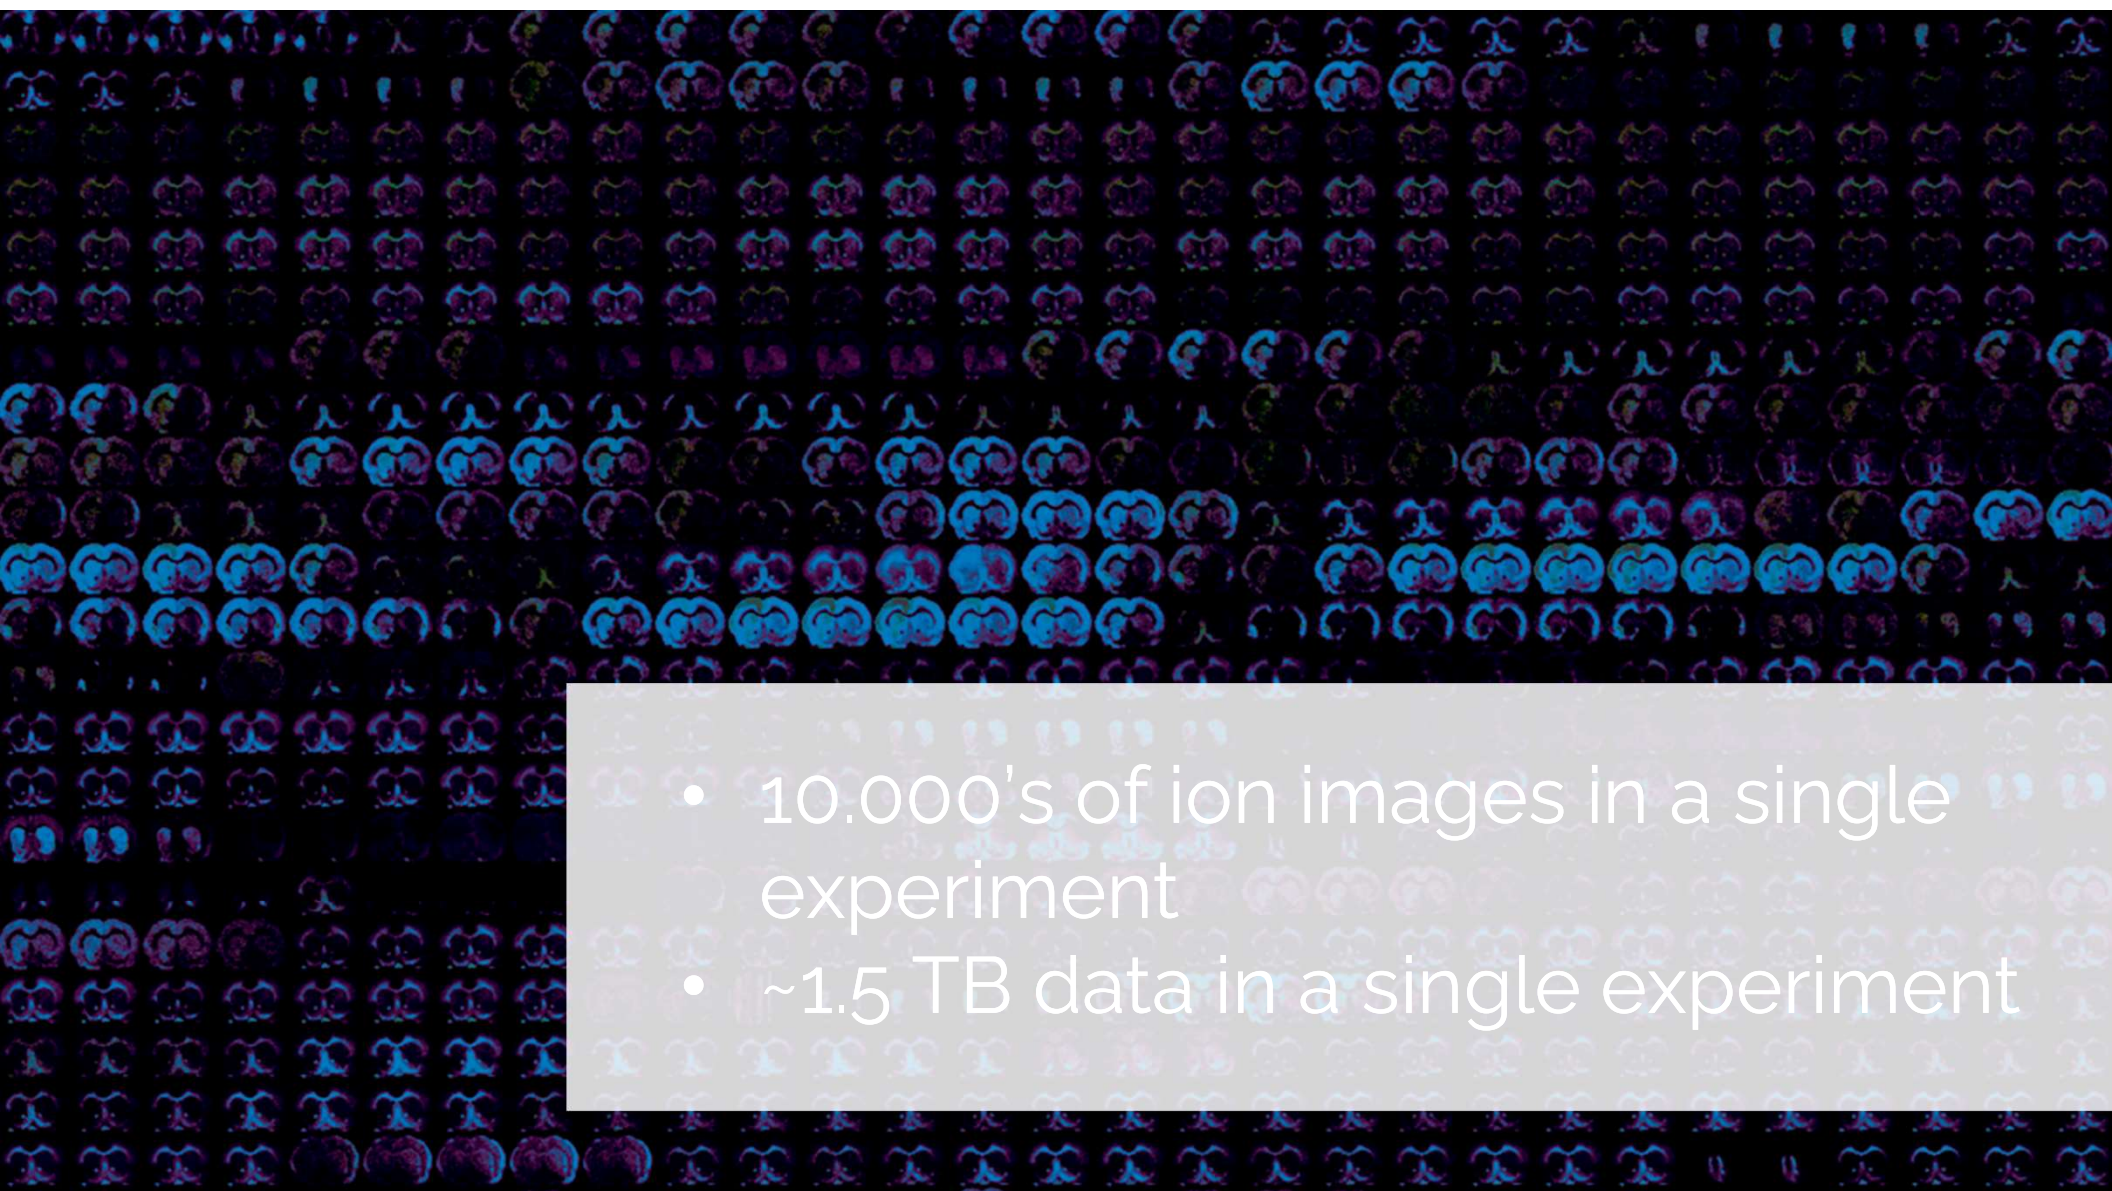 • 10.000’s of ion images in a single
experiment
• ~1.5 TB data in a single experiment